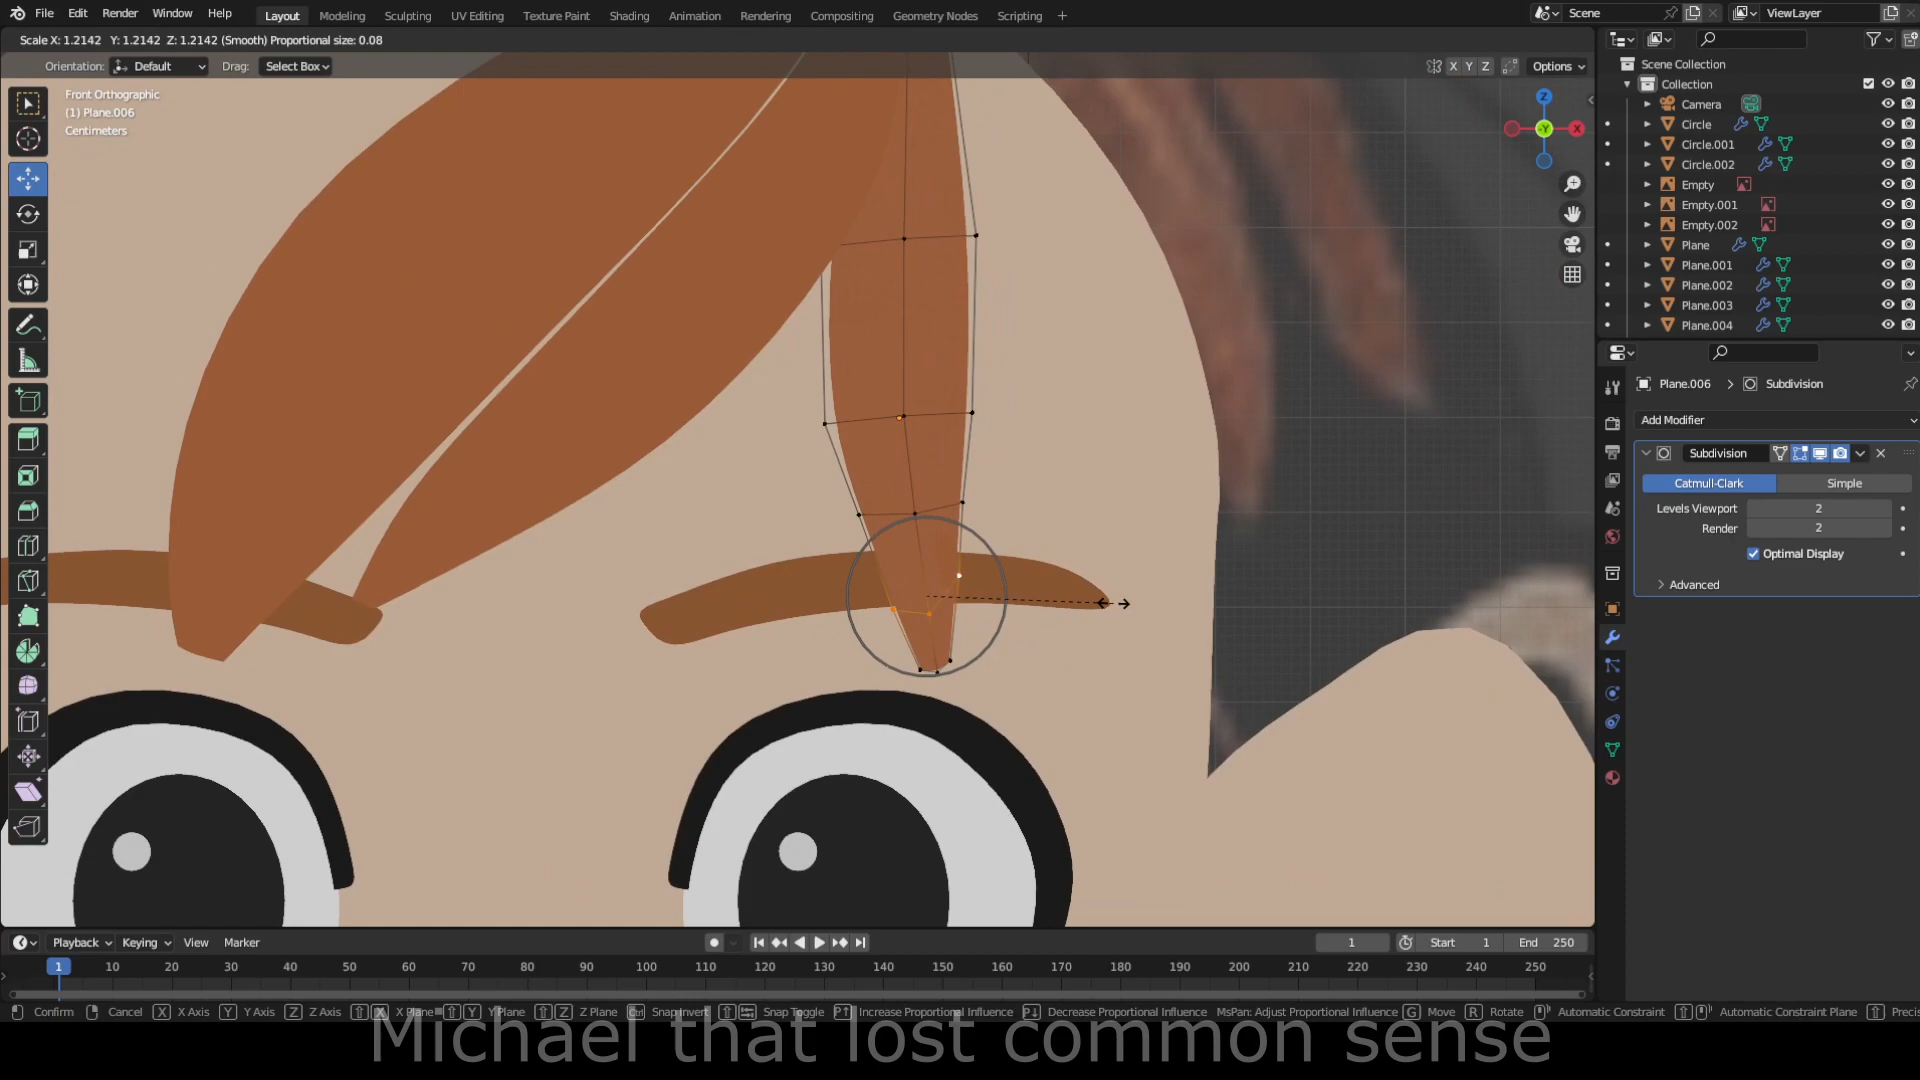 File Edit Render Window Help Layout Modeling Sculpting UV Editing Texture Paint Shading Animation Rendering Compositing Geometry Nodes Scripting + Scene ViewLayer
Scale X: 1.2142 Y: 1.2142 Z: 1.2142 (Smooth) Proportional size: 0.08
Orientation: Default Drag: Select Box X Y Z Options
Front Orthographic
(1) Plane.006
Centimeters
Z
-Y X
Scene Collection
Collection
Camera
Circle
Circle.001
Circle.002
Empty
Empty.001
Empty.002
Plane
Plane.001
Plane.002
Plane.003
Plane.004
Plane.006 > Subdivision
Add Modifier
Subdivision
Catmull-Clark Simple
Levels Viewport 2
Render 2
Optimal Display
Advanced
Playback Keying View Marker 1 Start 1 End 250
1 10 20 30 40 50 60 70 80 90 100 110 120 130 140 150 160 170 180 190 200 210 220 230 240 250
Confirm Cancel X X Axis Y Y Axis Z Z Axis X X Plane Y Y Plane Z Z Plane Snap Invert Snap Toggle Increase Proportional Influence Decrease Proportional Influence MsPan: Adjust Proportional Influence G Move R Rotate Automatic Constraint Automatic Constraint Plane
Michael that lost common sense